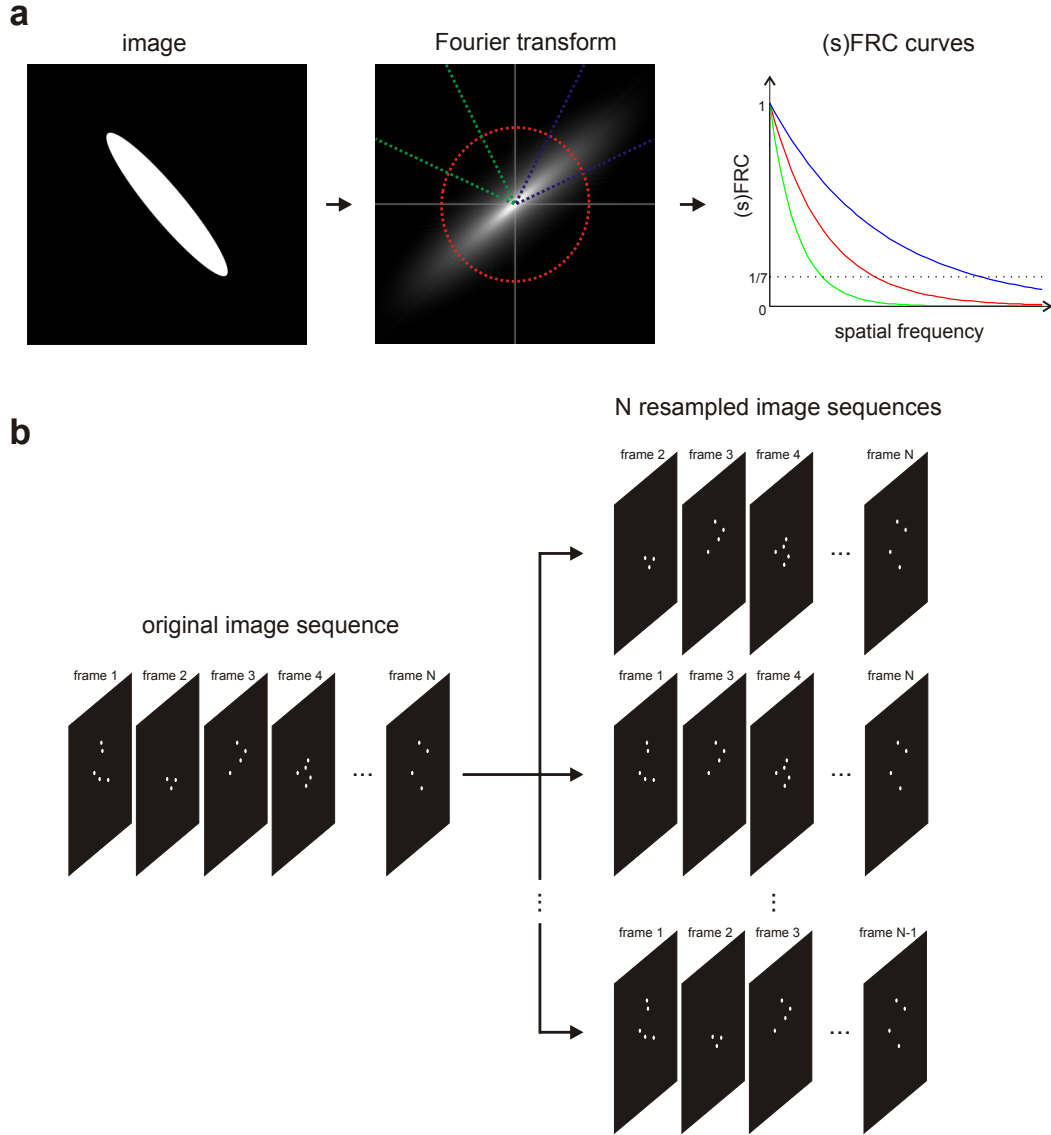 a
image
Fourier transform
(s)FRC curves
1
(s)FRC
1/7
0
spatial frequency
b
N resampled image sequences
frame 2 frame 3 frame 4 frame N
...
original image sequence
frame 1 frame 2 frame 3 frame 4 frame N
...
frame 1 frame 3 frame 4 frame N
...
...
...
frame 1 frame 2 frame 3 frame N-1
...